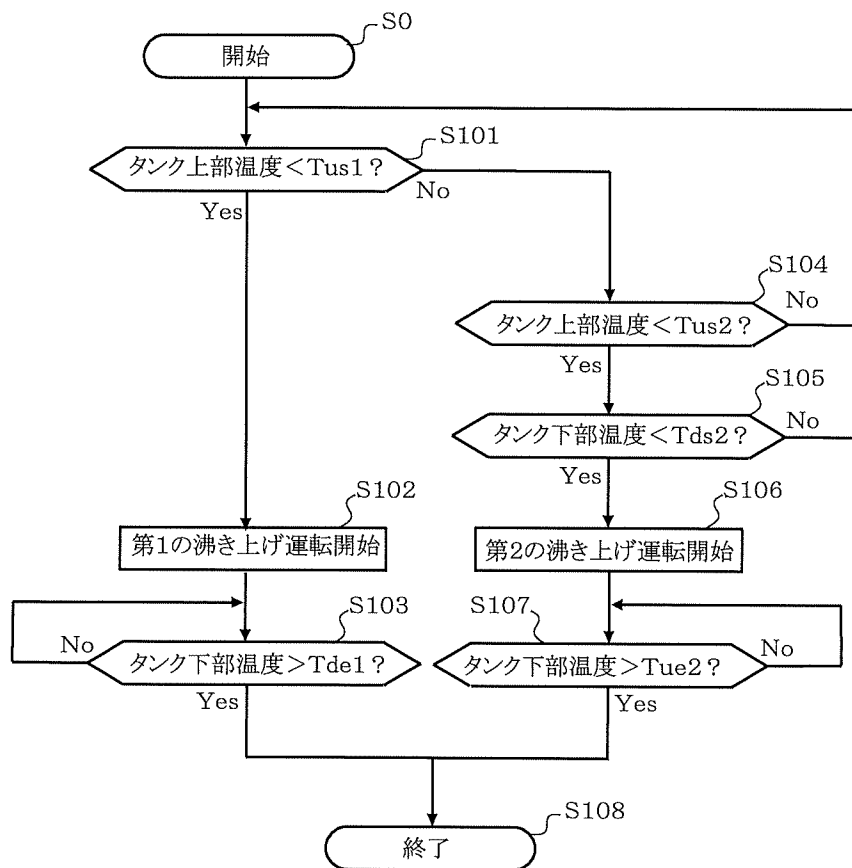 S0
開始
S101
タンク上部温度<Tus1?
No
Yes
S104
タンク上部温度<Tus2?
No
Yes
S105
タンク下部温度<Tds2?
No
Yes
S102
第1の沸き上げ運転開始
S106
第2の沸き上げ運転開始
S103
タンク下部温度>Tde1?
No
Yes
S107
タンク下部温度>Tue2?
No
Yes
S108
終了